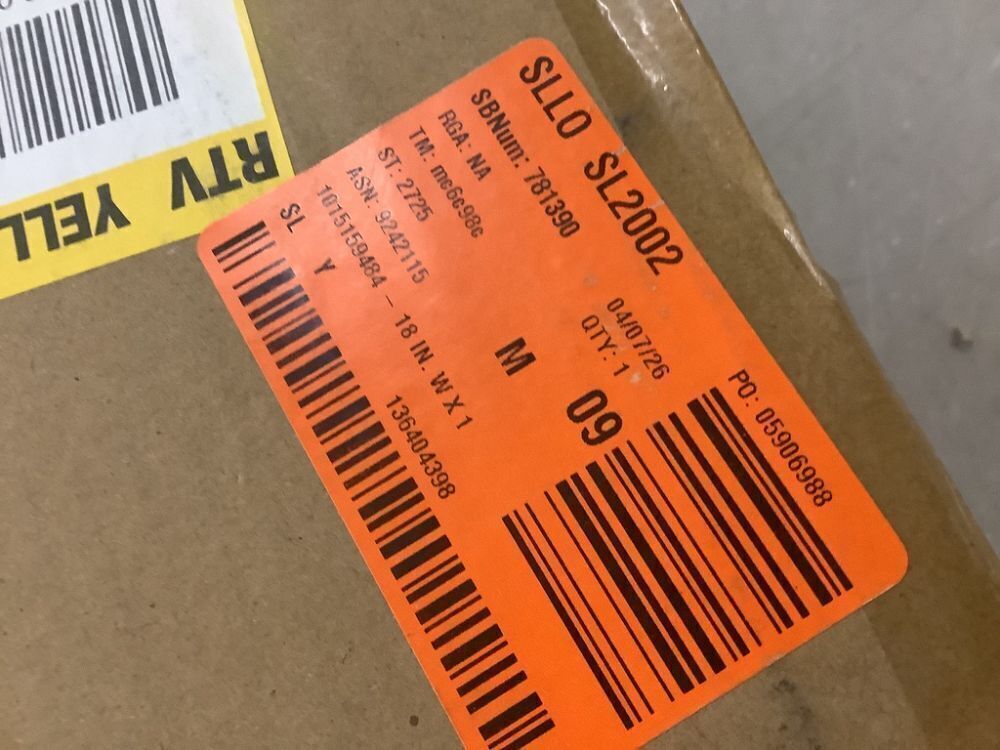 SLLO SL2002
SBNum: 781390
RGA: NA
04/07/26
TM: mc6c98c
QTY: 1
ST: 2725
M 09
ASN: 9242115
PO: 05906988
1015159484 - 18 IN. W X 1
SL Y
136404398
RTV YELL